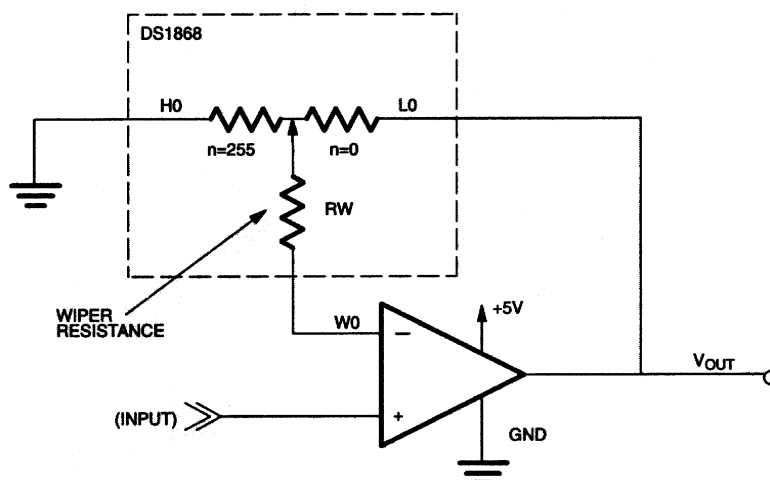 DS1868
H0
L0
n=255
n=0
RW
WIPER
RESISTANCE
W0
+5V
−
VOUT
(INPUT)
+
GND